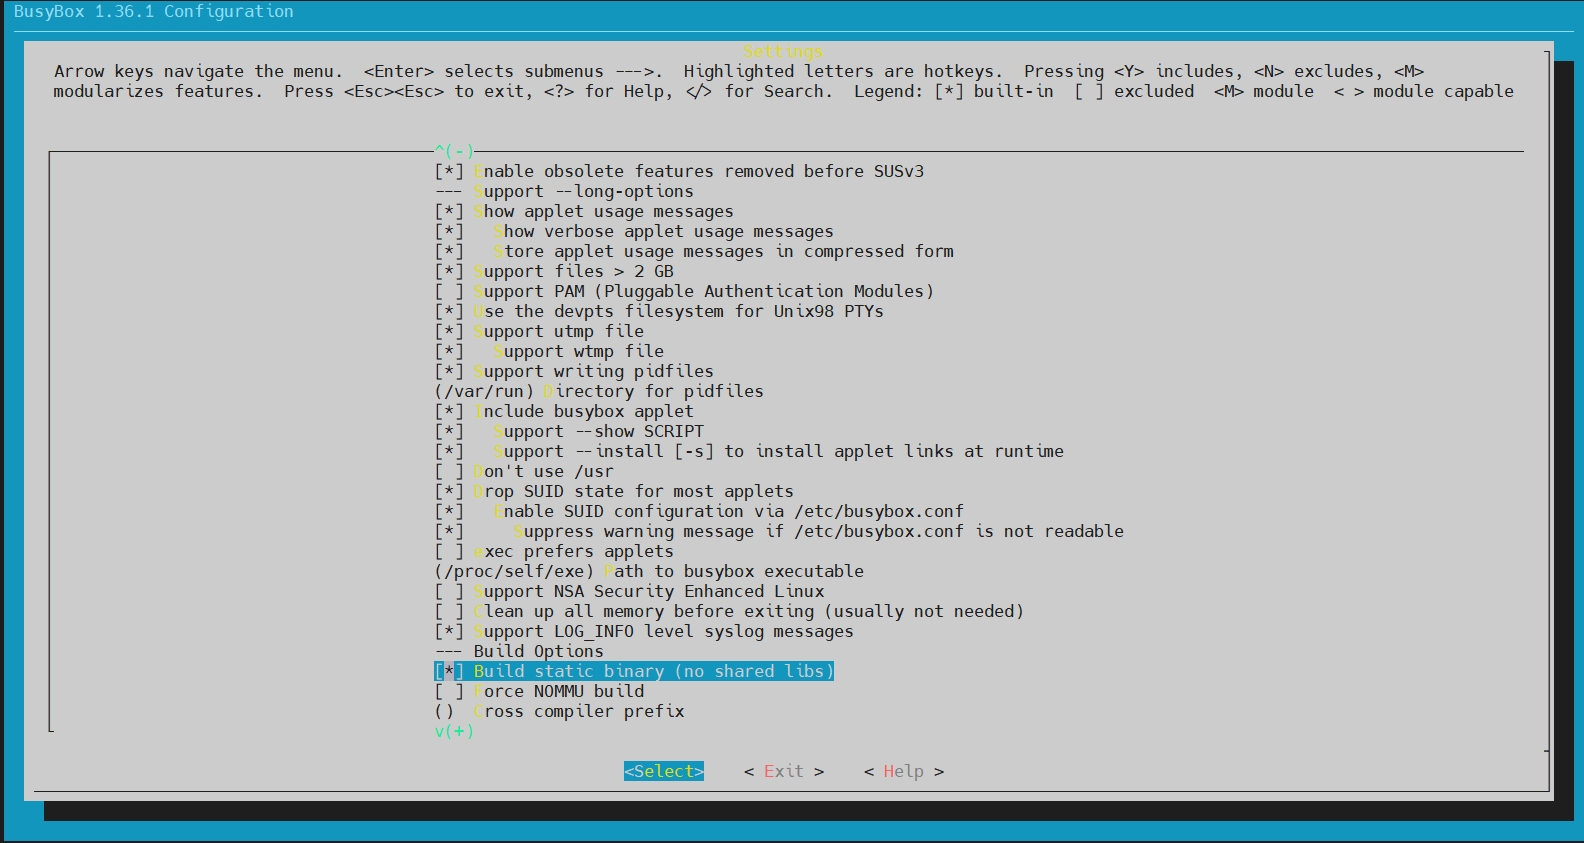 BusyBox 1.36.1 Configuration
Settings
Arrow keys navigate the menu.  <Enter> selects submenus --->.  Highlighted letters are hotkeys.  Pressing <Y> includes, <N> excludes, <M>
modularizes features.  Press <Esc><Esc> to exit, <?> for Help, </> for Search.  Legend: [*] built-in  [ ] excluded  <M> module  < > module capable
^(-)
[*] Enable obsolete features removed before SUSv3
--- Support --long-options
[*] Show applet usage messages
[*]   Show verbose applet usage messages
[*]   Store applet usage messages in compressed form
[*] Support files > 2 GB
[ ] Support PAM (Pluggable Authentication Modules)
[*] Use the devpts filesystem for Unix98 PTYs
[*] Support utmp file
[*]   Support wtmp file
[*] Support writing pidfiles
(/var/run) Directory for pidfiles
[*] Include busybox applet
[*]   Support --show SCRIPT
[*]   Support --install [-s] to install applet links at runtime
[ ] Don't use /usr
[*] Drop SUID state for most applets
[*]   Enable SUID configuration via /etc/busybox.conf
[*]     Suppress warning message if /etc/busybox.conf is not readable
[ ] exec prefers applets
(/proc/self/exe) Path to busybox executable
[ ] Support NSA Security Enhanced Linux
[ ] Clean up all memory before exiting (usually not needed)
[*] Support LOG_INFO level syslog messages
--- Build Options
[*] Build static binary (no shared libs)
[ ] Force NOMMU build
()  Cross compiler prefix
v(+)
<Select>    < Exit >    < Help >